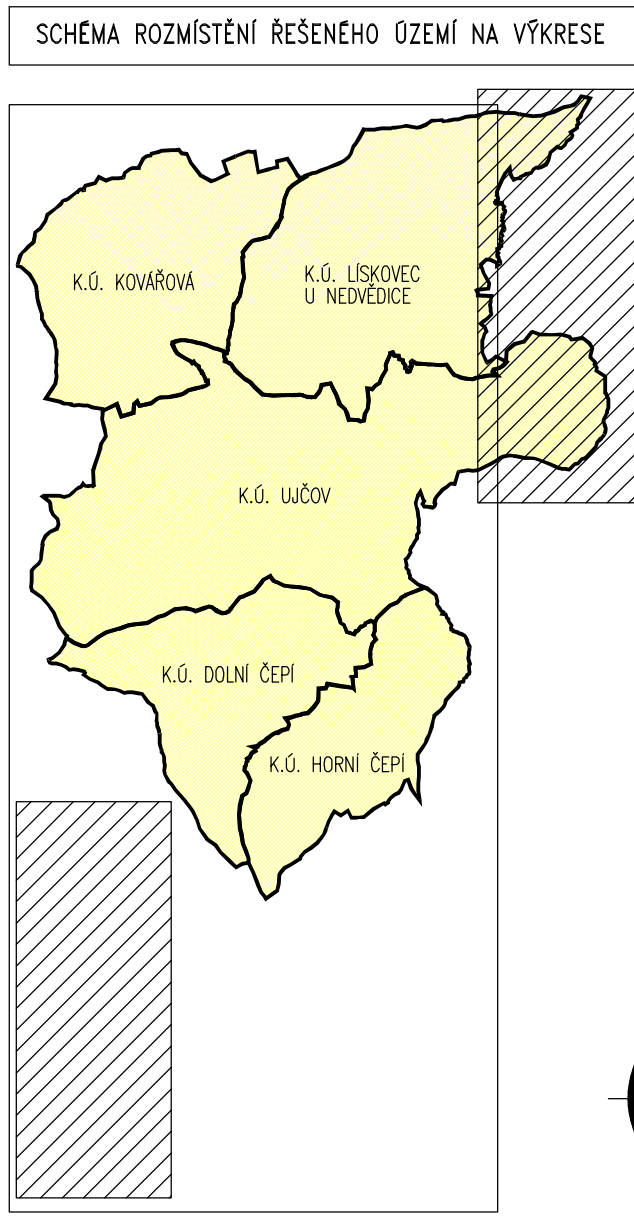 SCHÉMA ROZMÍSTĚNÍ ŘEŠENÉHO ÚZEMÍ NA VÝKRESE
K.Ú. KOVÁŘOVÁ
K.Ú. LÍSKOVEC
U NEDVĚDICE
K.Ú. UJČOV
K.Ú. DOLNÍ ČEPÍ
K.Ú. HORNÍ ČEPÍ